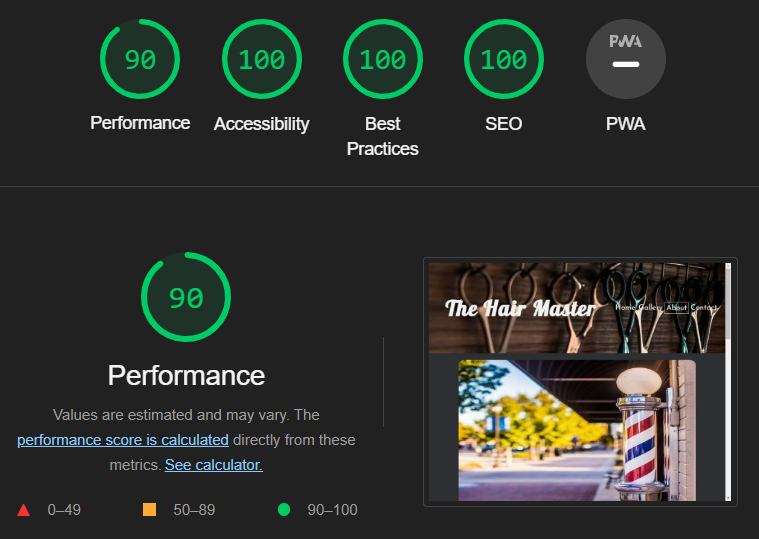 90 100 100 100 PWA
Performance Accessibility Best Practices SEO PWA
90
Performance
Values are estimated and may vary. The
performance score is calculated directly from these
metrics. See calculator.
0–49 50–89 90–100
The Hair Master Home Gallery About Contact